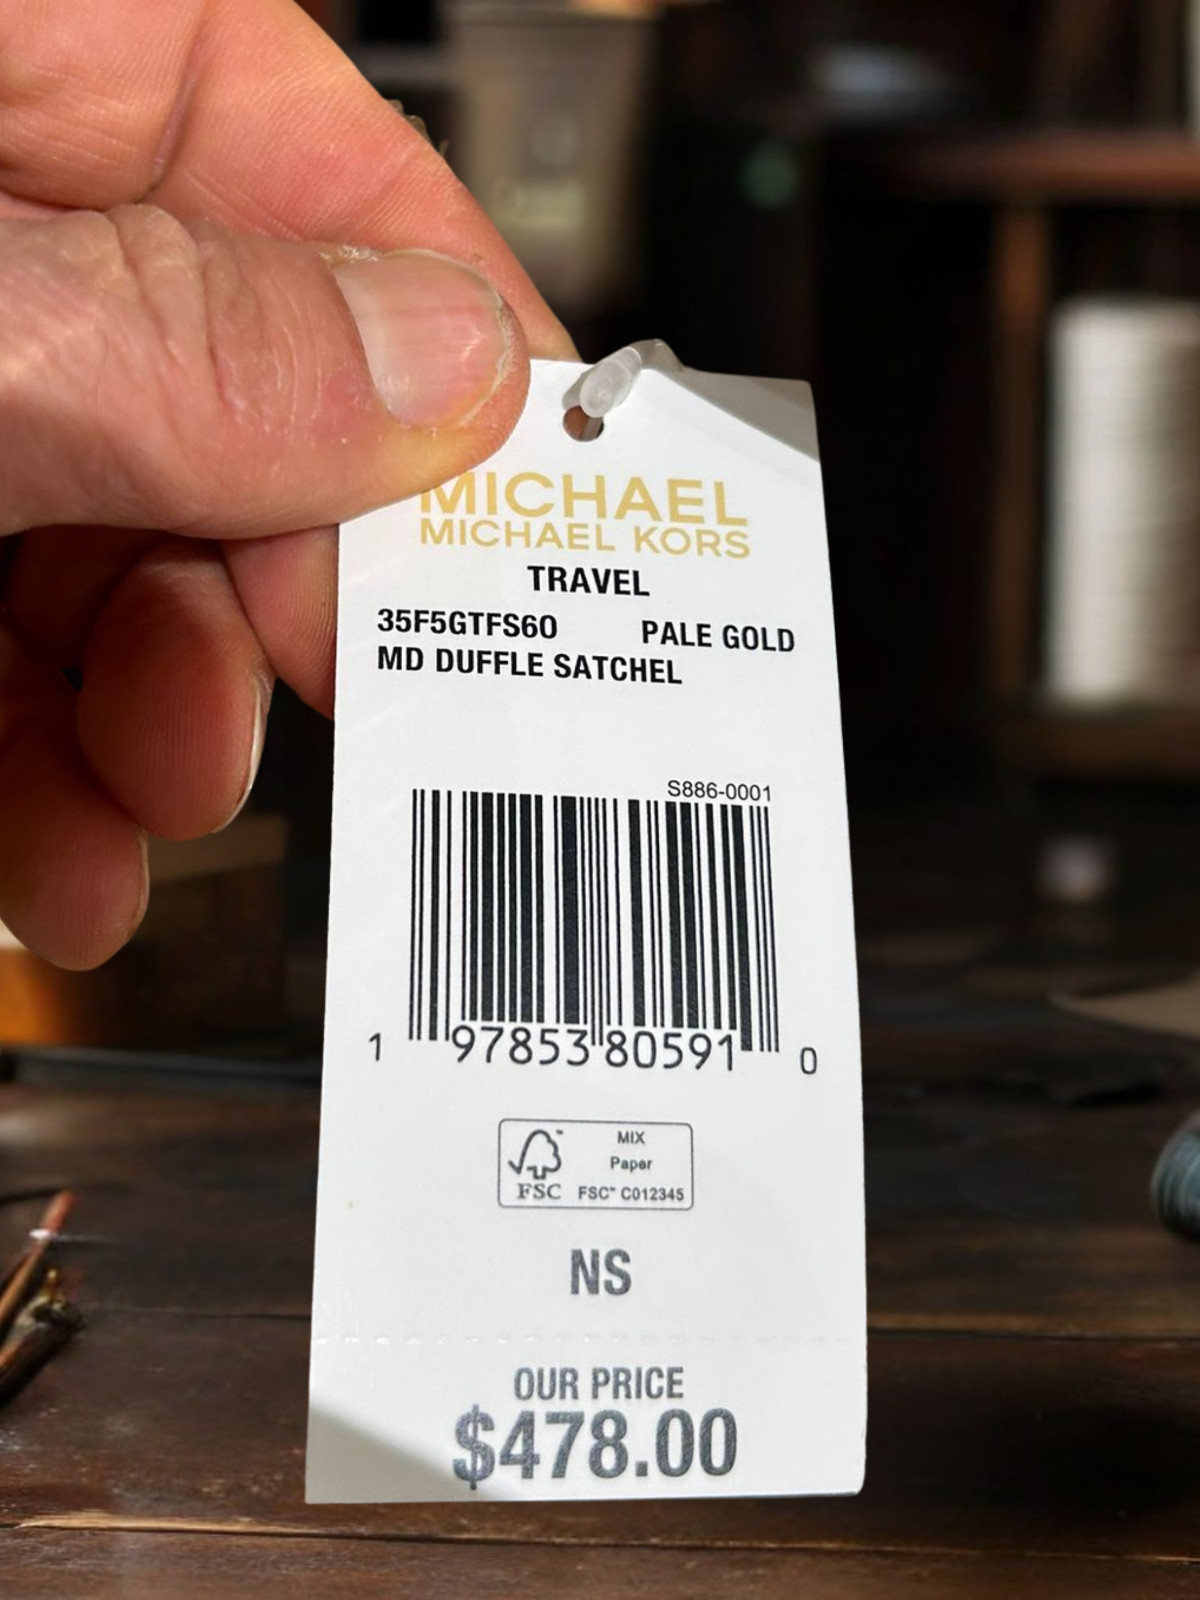 MICHAEL
MICHAEL KORS
TRAVEL
35F5GTFS6O PALE GOLD
MD DUFFLE SATCHEL
S886-0001
1 97853 80591 0
MIX
Paper
FSC FSC™ C012345
NS
OUR PRICE
$478.00